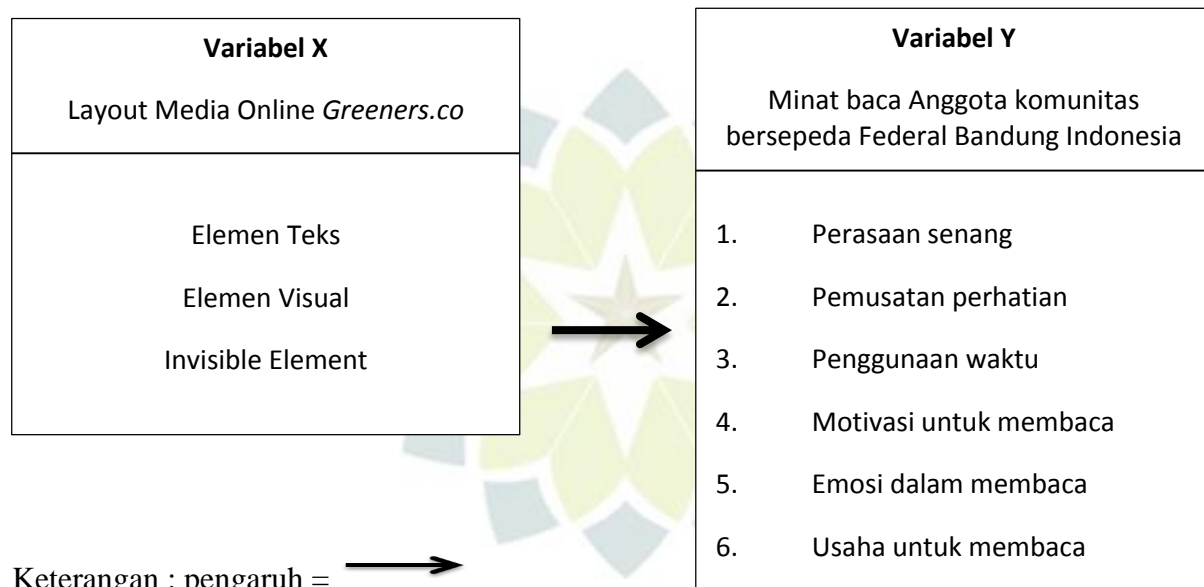 Variabel X
Layout Media Online Greeners.co
Elemen Teks
Elemen Visual
Invisible Element
Variabel Y
Minat baca Anggota komunitas
bersepeda Federal Bandung Indonesia
1. Perasaan senang
2. Pemusatan perhatian
3. Penggunaan waktu
4. Motivasi untuk membaca
5. Emosi dalam membaca
6. Usaha untuk membaca
Keterangan : pengaruh =